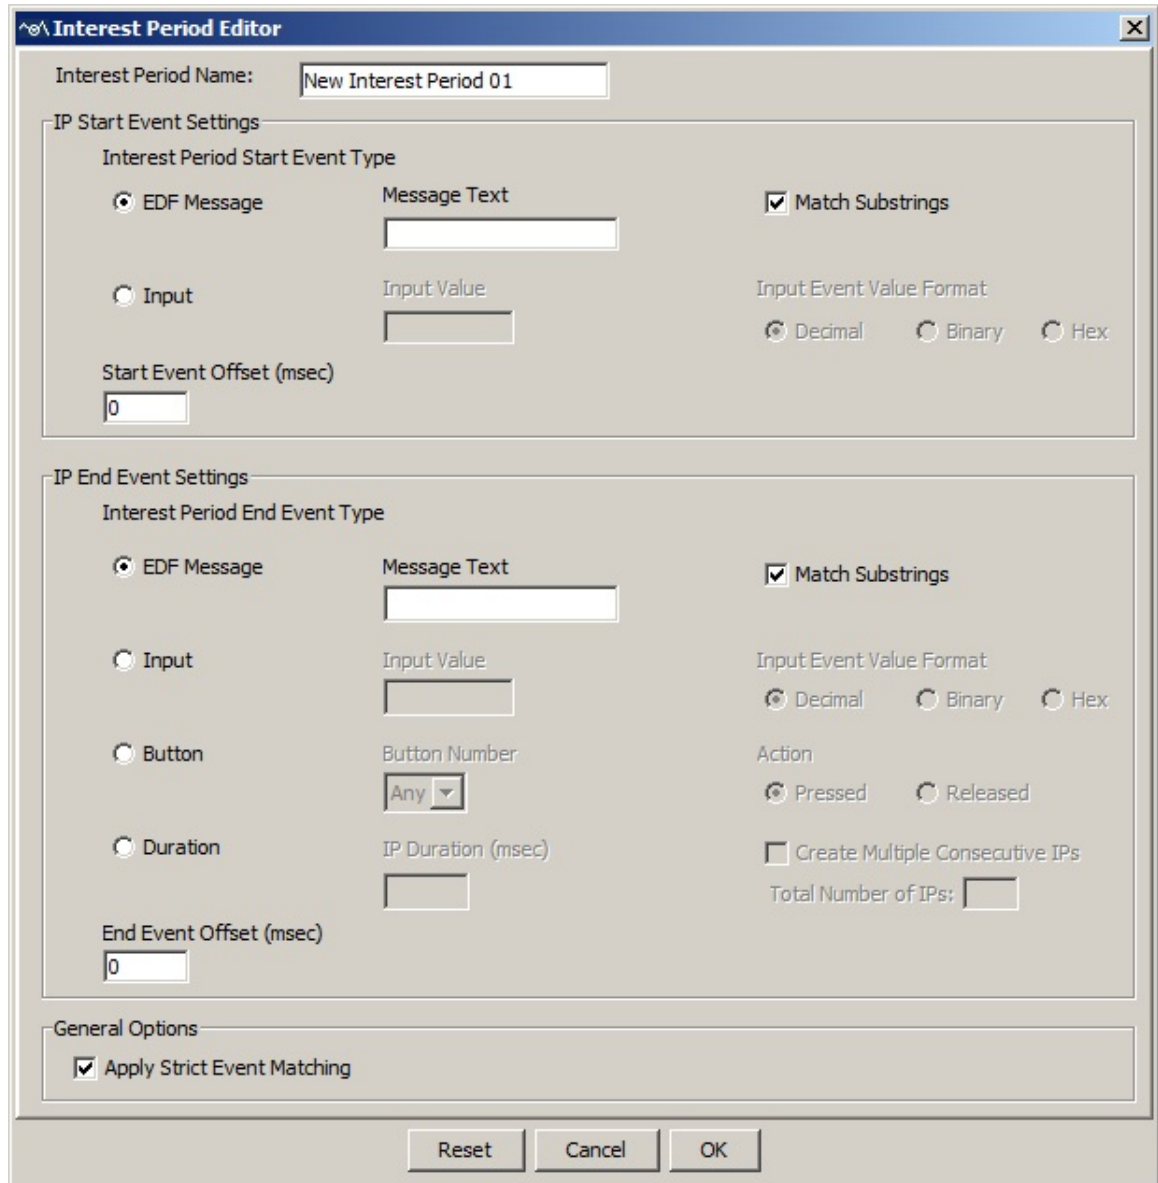 Interest Period Editor
Interest Period Name: New Interest Period 01
IP Start Event Settings
Interest Period Start Event Type
EDF Message Message Text Match Substrings
Input Input Value Input Event Value Format
Decimal Binary Hex
Start Event Offset (msec)
0
IP End Event Settings
Interest Period End Event Type
EDF Message Message Text Match Substrings
Input Input Value Input Event Value Format
Decimal Binary Hex
Button Button Number Action
Any Pressed Released
Duration IP Duration (msec) Create Multiple Consecutive IPs
Total Number of IPs:
End Event Offset (msec)
0
General Options
Apply Strict Event Matching
Reset Cancel OK